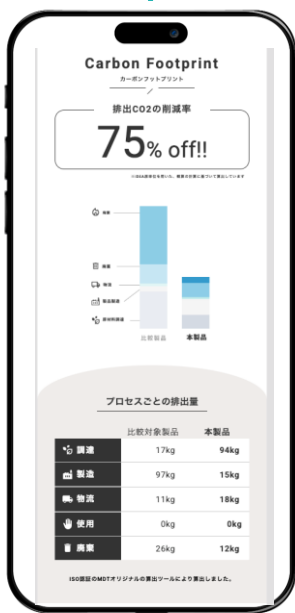 Carbon Footprint
カーボンフットプリント
排出CO2の削減率
75% off!!
廃棄
物流
製品製造
原材料調達
比較製品
本製品
プロセスごとの排出量
比較対象製品 本製品
調達 17kg 94kg
製造 97kg 15kg
物流 11kg 18kg
使用 0kg 0kg
廃棄 26kg 12kg
ISO認証のMDTオリジナルの算出ツールにより算出しました。